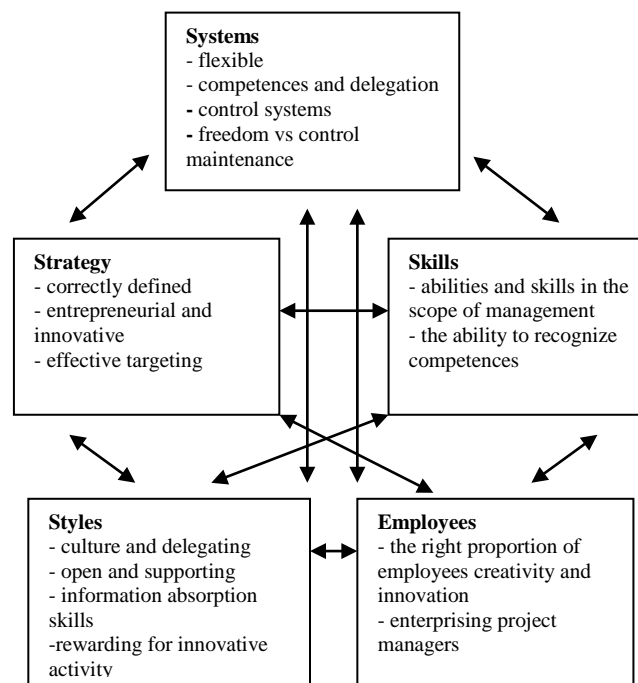 Systems
- flexible
- competences and delegation
- control systems
- freedom vs control
maintenance
Strategy
- correctly defined
- entrepreneurial and
innovative
- effective targeting
Skills
- abilities and skills in the
scope of management
- the ability to recognize
competences
Styles
- culture and delegating
- open and supporting
- information absorption
skills
-rewarding for innovative
activity
Employees
- the right proportion of
employees creativity and
innovation
- enterprising project
managers